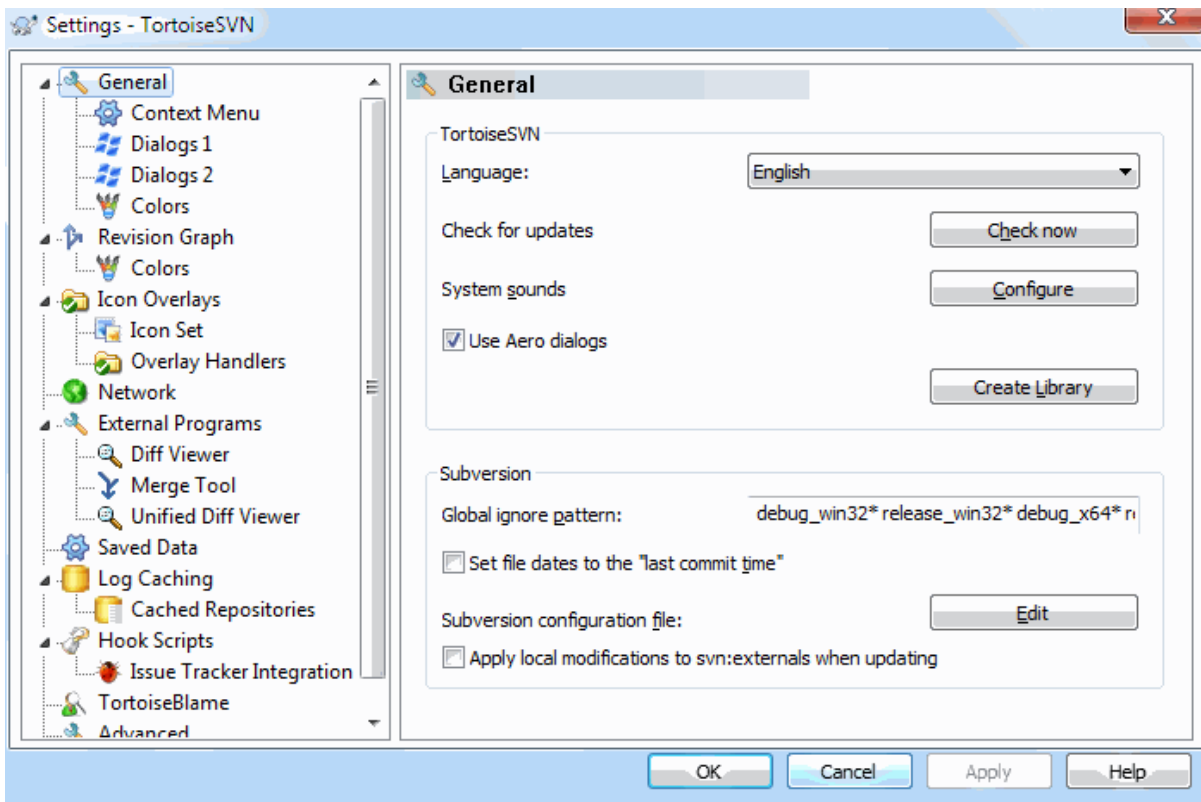 Settings - TortoiseSVN
General
Context Menu
Dialogs 1
Dialogs 2
Colors
Revision Graph
Colors
Icon Overlays
Icon Set
Overlay Handlers
Network
External Programs
Diff Viewer
Merge Tool
Unified Diff Viewer
Saved Data
Log Caching
Cached Repositories
Hook Scripts
Issue Tracker Integration
TortoiseBlame
Advanced
General
TortoiseSVN
Language: English
Check for updates Check now
System sounds Configure
Use Aero dialogs
Create Library
Subversion
Global ignore pattern: debug_win32* release_win32* debug_x64*
Set file dates to the "last commit time"
Subversion configuration file: Edit
Apply local modifications to svn:externals when updating
OK Cancel Apply Help